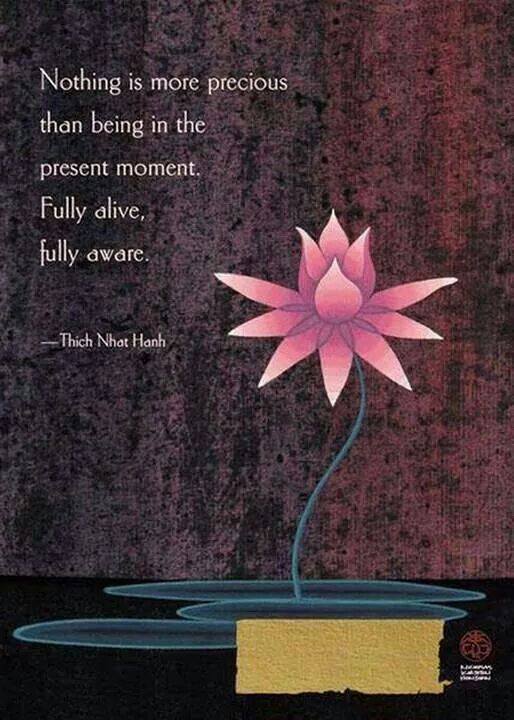 Nothing is more precious
than being in the
present moment.
Fully alive,
fully aware.
—Thich Nhat Hanh